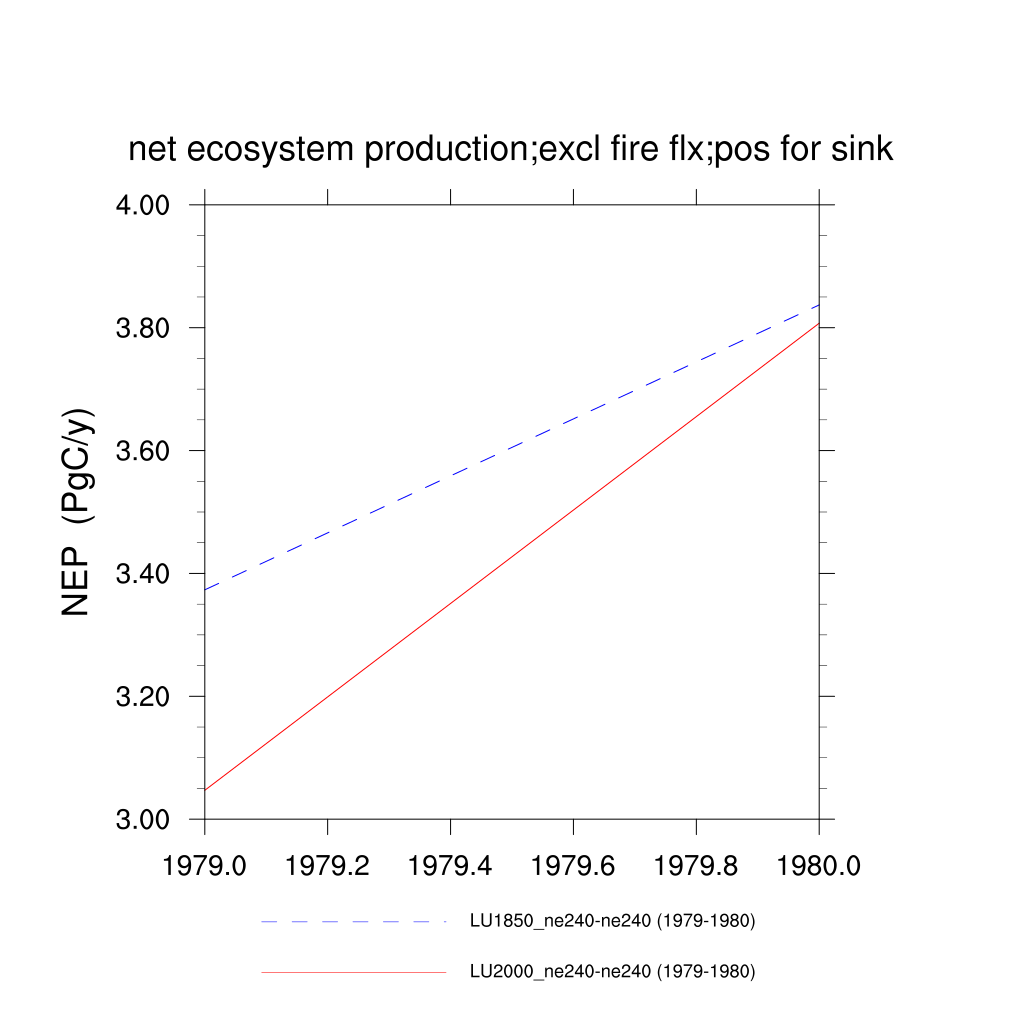 net ecosystem production;excl fire flx;pos for sink
4.00
3.80
3.60
3.40
3.20
3.00
NEP (PgC/y)
1979.0 1979.2 1979.4 1979.6 1979.8 1980.0
LU1850_ne240-ne240 (1979-1980)
LU2000_ne240-ne240 (1979-1980)